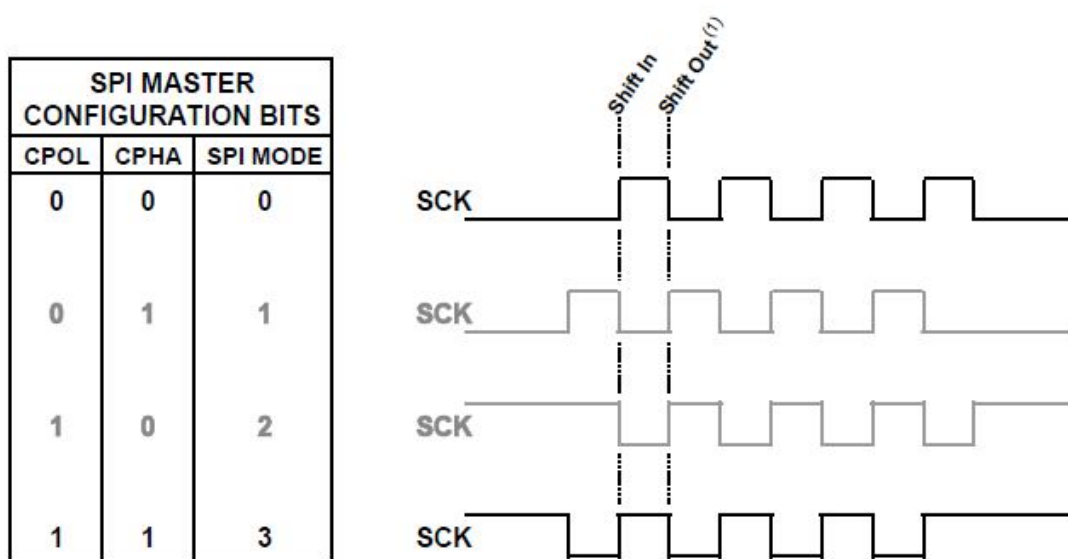 Shift In
Shift Out(1)
SPI MASTER
CONFIGURATION BITS
CPOL CPHA SPI MODE
0 0 0 SCK
0 1 1 SCK
1 0 2 SCK
1 1 3 SCK